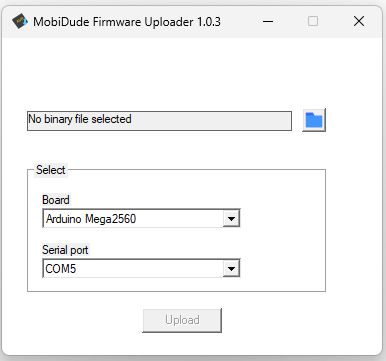 MobiDude Firmware Uploader 1.0.3
No binary file selected
Select
Board
Arduino Mega2560
Serial port
COM5
Upload